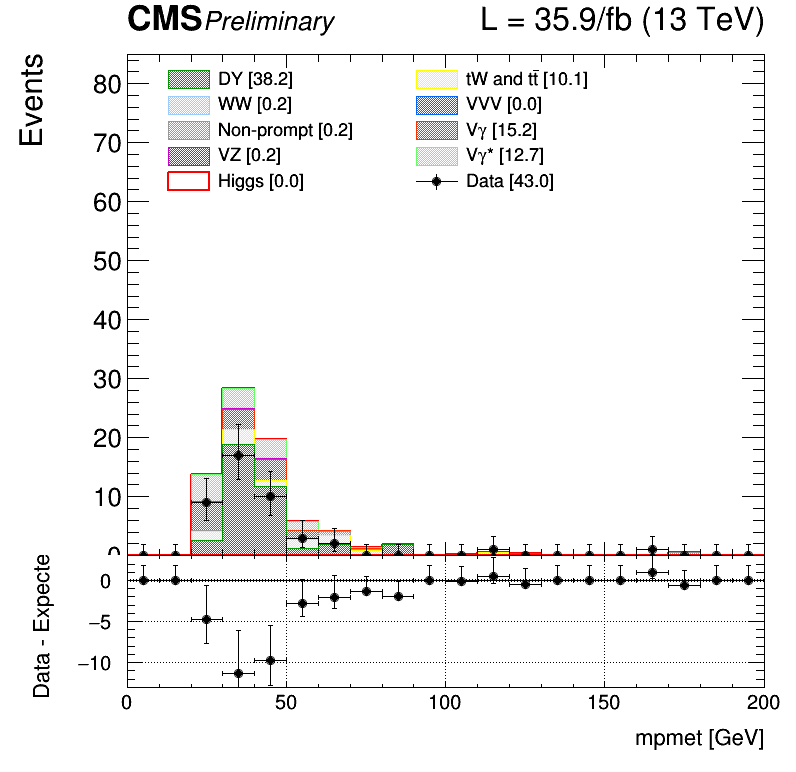 CMS Preliminary L = 35.9/fb (13 TeV)
Events
80
70
60
50
40
30
20
10
0
DY [38.2]
WW [0.2]
Non-prompt [0.2]
VZ [0.2]
Higgs [0.0]
tW and tt̄ [10.1]
VVV [0.0]
Vγ [15.2]
Vγ* [12.7]
Data [43.0]
Data - Expecte
0
−5
−10
0 50 100 150 200
mpmet [GeV]